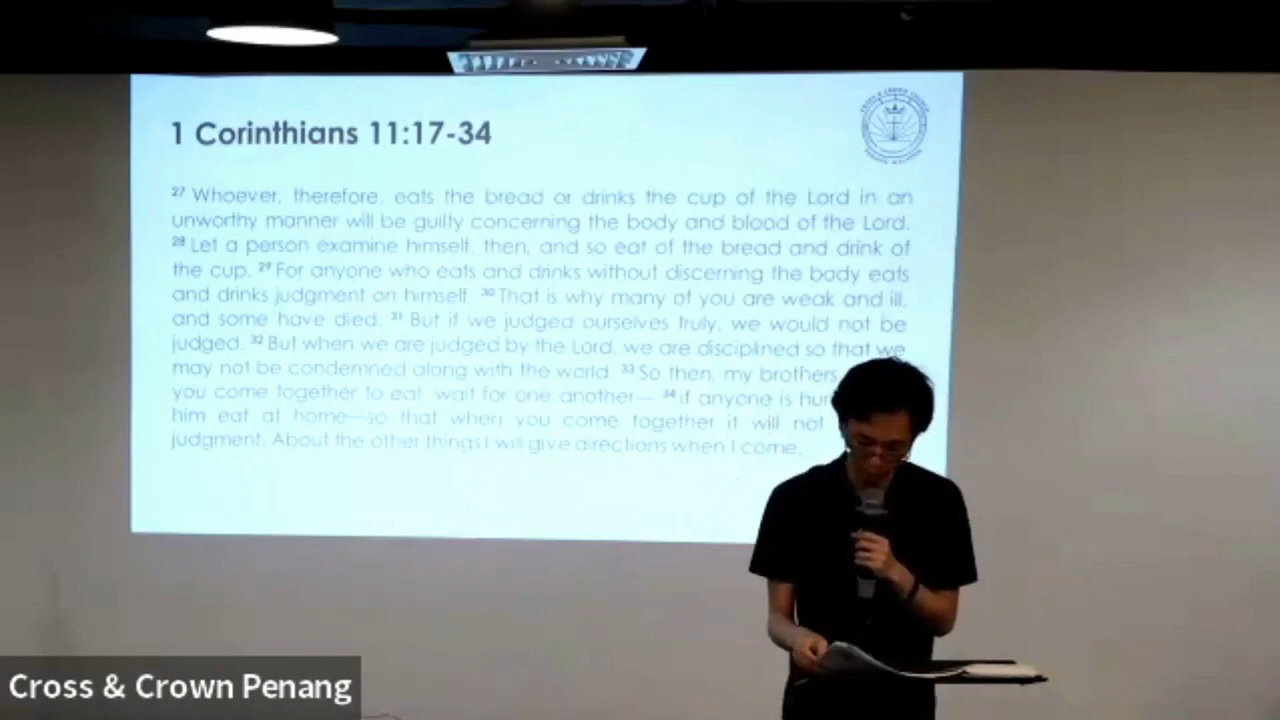 1 Corinthians 11:17-34
CROSS & CROWN CHURCH
27 Whoever, therefore, eats the bread or drinks the cup of the Lord in an
unworthy manner will be guilty concerning the body and blood of the Lord.
28 Let a person examine himself, then, and so eat of the bread and drink of
the cup. 29 For anyone who eats and drinks without discerning the body eats
and drinks judgment on himself. 30 That is why many of you are weak and ill,
and some have died. 31 But if we judged ourselves truly, we would not be
judged. 32 But when we are judged by the Lord, we are disciplined so that we
may not be condemned along with the world. 33 So then, my brothers
you come together to eat, wait for one another— 34 if anyone is
him eat at home—so that when you come together it will not
judgment. About the other things I will give directions when I come.
Cross & Crown Penang